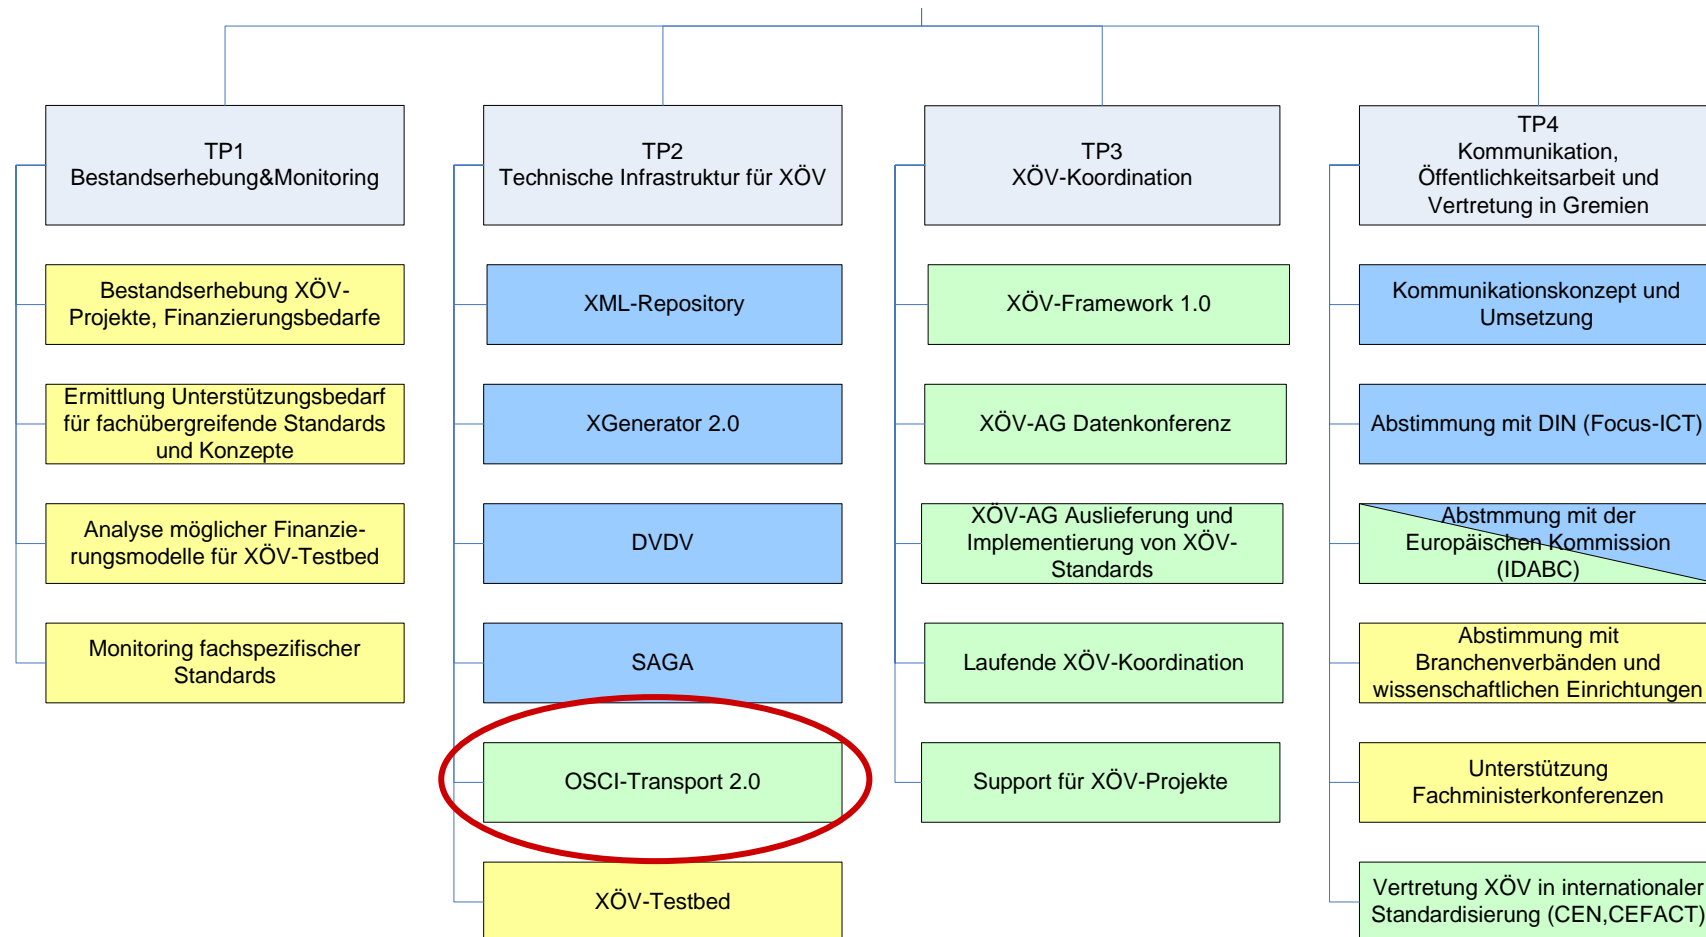 TP1
Bestandserhebung&Monitoring
Bestandserhebung XÖV-
Projekte, Finanzierungsbedarfe
Ermittlung Unterstützungsbedarf
für fachübergreifende Standards
und Konzepte
Analyse möglicher Finanzie-
rungsmodelle für XÖV-Testbed
Monitoring fachspezifischer
Standards
TP2
Technische Infrastruktur für XÖV
XML-Repository
XGenerator 2.0
DVDV
SAGA
OSCI-Transport 2.0
XÖV-Testbed
TP3
XÖV-Koordination
XÖV-Framework 1.0
XÖV-AG Datenkonferenz
XÖV-AG Auslieferung und
Implementierung von XÖV-
Standards
Laufende XÖV-Koordination
Support für XÖV-Projekte
TP4
Kommunikation,
Öffentlichkeitsarbeit und
Vertretung in Gremien
Kommunikationskonzept und
Umsetzung
Abstimmung mit DIN (Focus-ICT)
Abstmmung mit der
Europäischen Kommission
(IDABC)
Abstimmung mit
Branchenverbänden und
wissenschaftlichen Einrichtungen
Unterstützung
Fachministerkonferenzen
Vertretung XÖV in internationaler
Standardisierung (CEN,CEFACT)